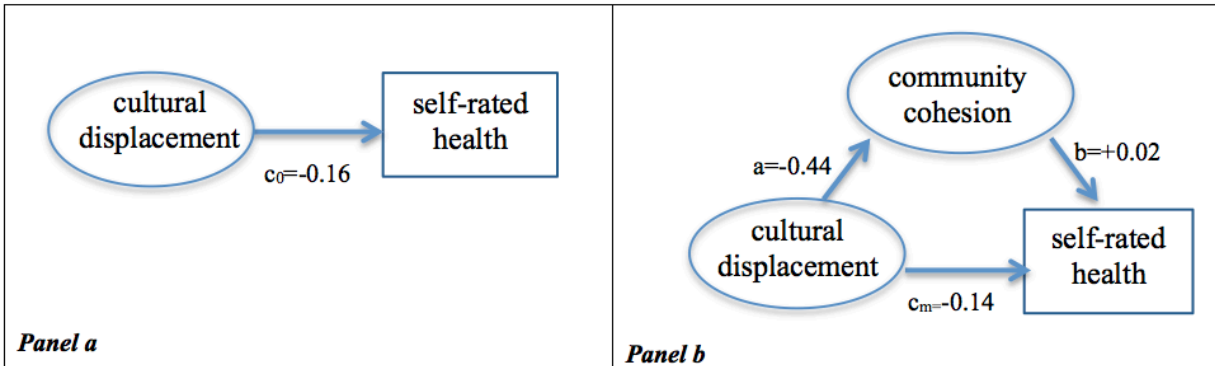 cultural
displacement
self-rated
health
c₀=-0.16
Panel a
community
cohesion
a=-0.44
b=+0.02
cultural
displacement
self-rated
health
cₘ=-0.14
Panel b